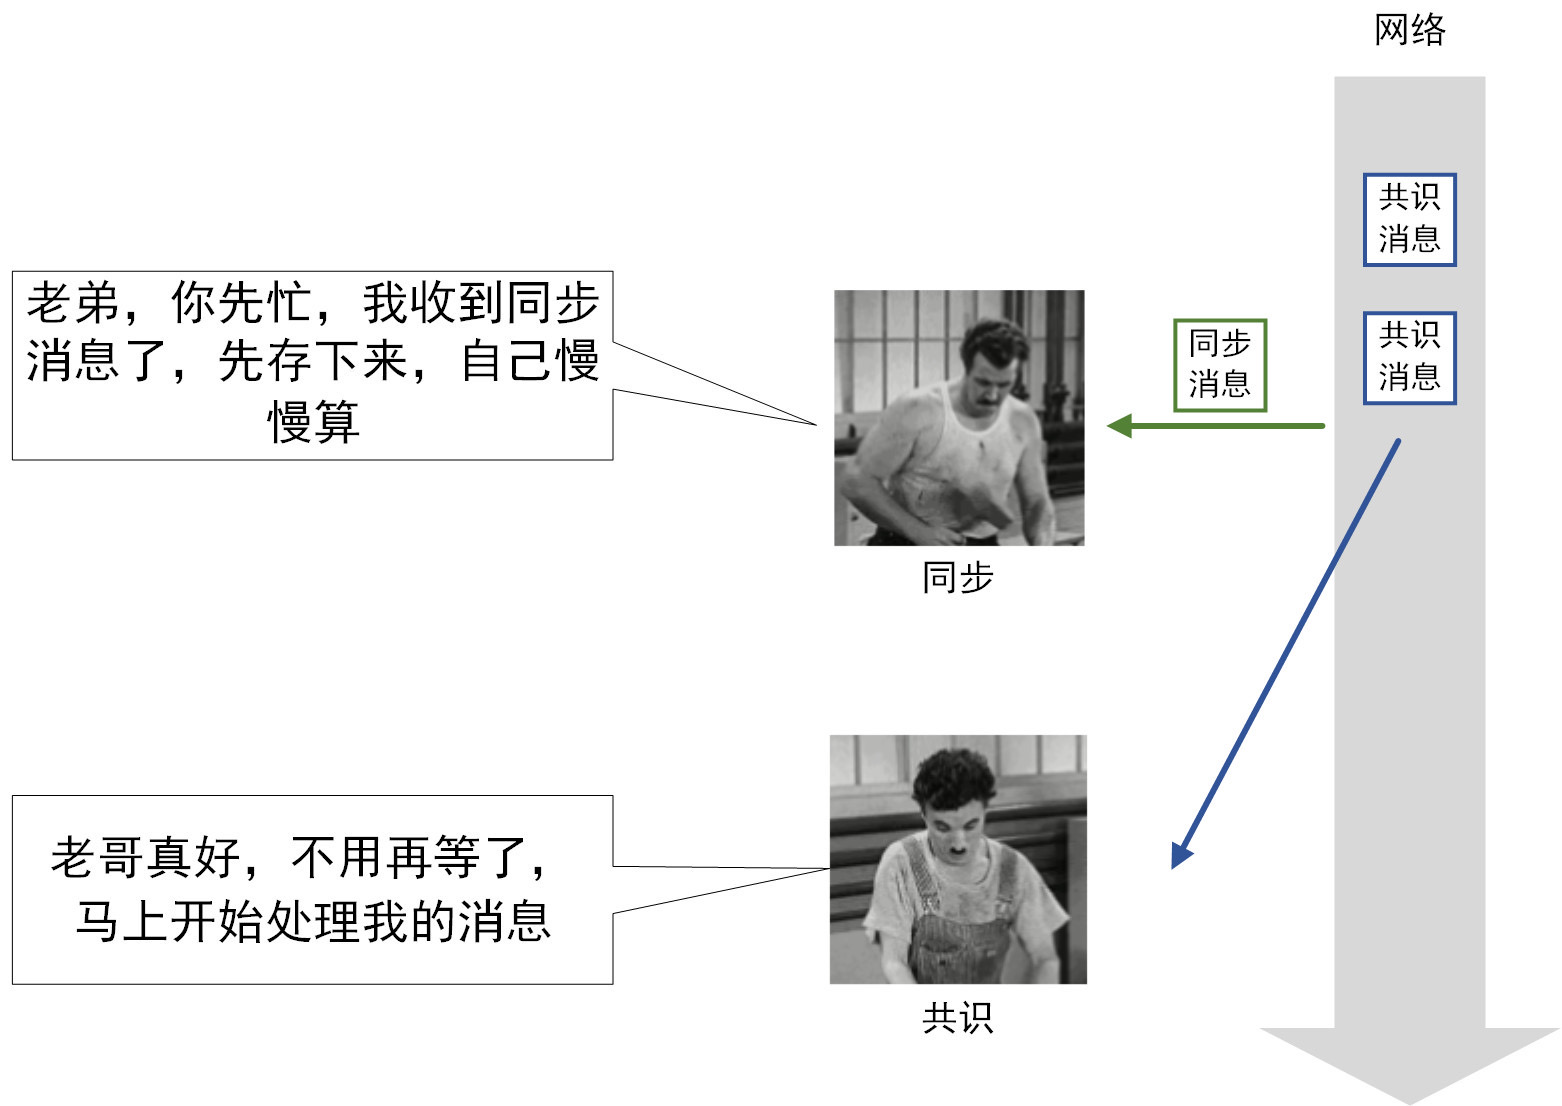 网络
共识
消息
共识
消息
同步
消息
老弟，你先忙，我收到同步
消息了，先存下来，自己慢
慢算
同步
老哥真好，不用再等了，
马上开始处理我的消息
共识